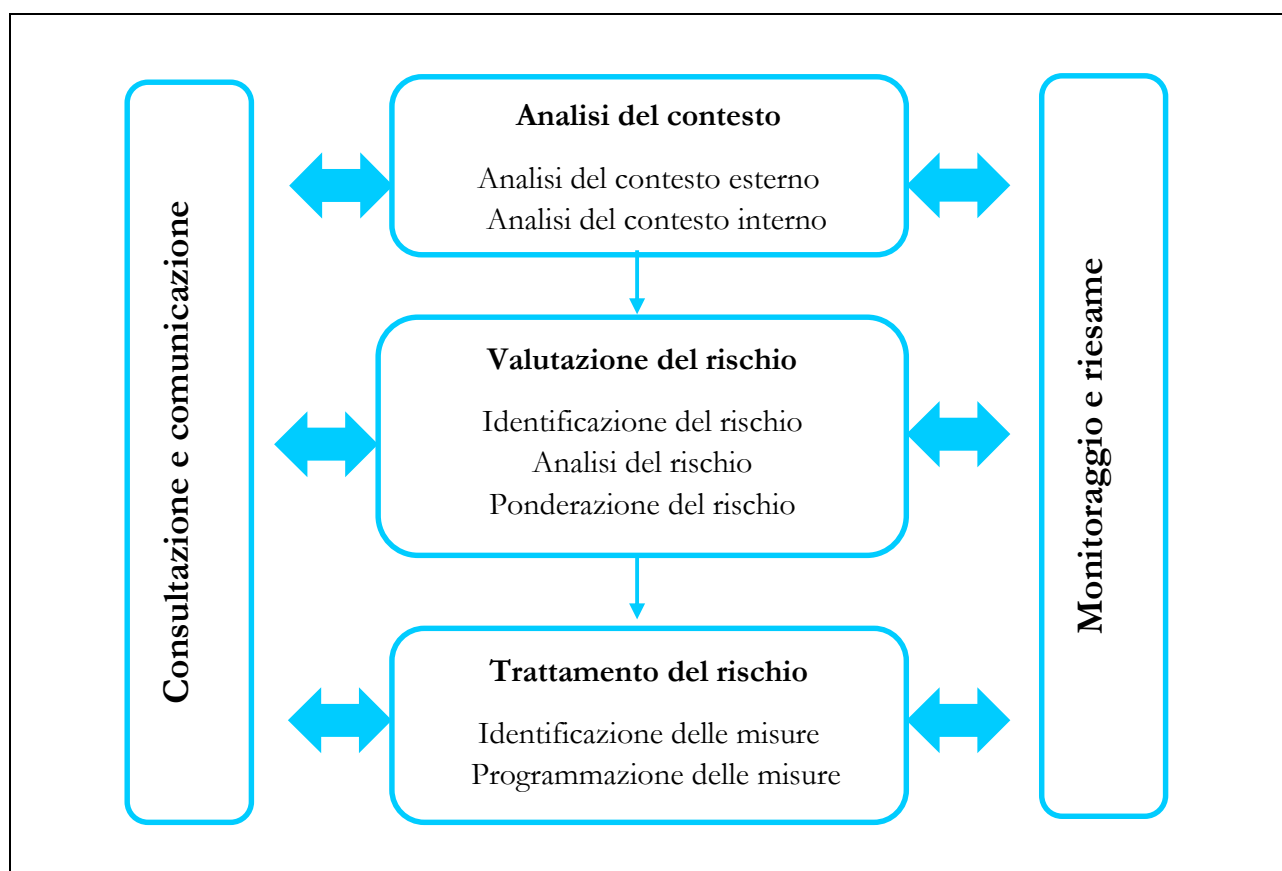 Consultazione e comunicazione
Analisi del contesto
Analisi del contesto esterno
Analisi del contesto interno
Valutazione del rischio
Identificazione del rischio
Analisi del rischio
Ponderazione del rischio
Trattamento del rischio
Identificazione delle misure
Programmazione delle misure
Monitoraggio e riesame